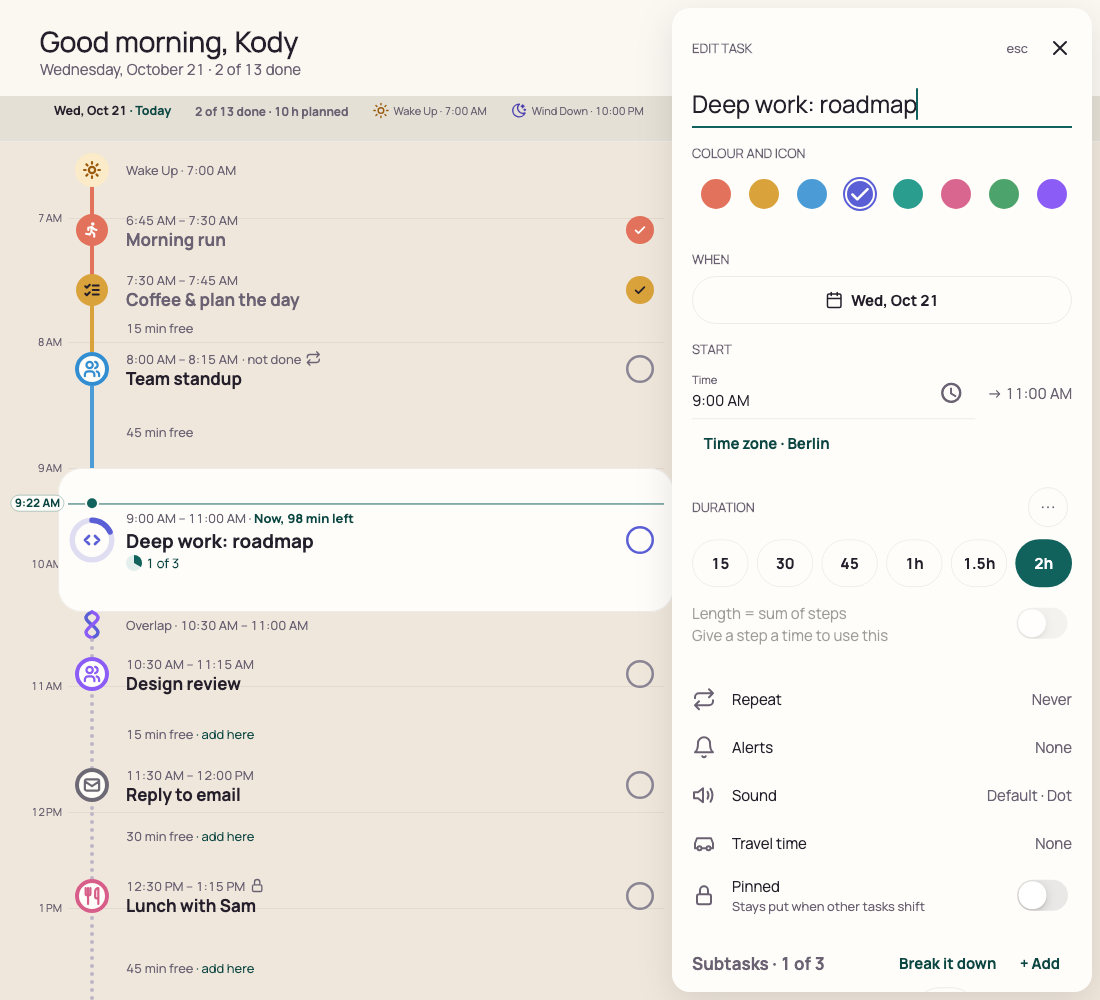 Good morning, Kody
Wednesday, October 21 · 2 of 13 done
Wed, Oct 21 · Today
2 of 13 done · 10 h planned
Wake Up · 7:00 AM
Wind Down · 10:00 PM
Wake Up · 7:00 AM
7 AM
6:45 AM – 7:30 AM
Morning run
7:30 AM – 7:45 AM
Coffee & plan the day
15 min free
8 AM
8:00 AM – 8:15 AM · not done
Team standup
45 min free
9 AM
9:22 AM
9:00 AM – 11:00 AM · Now, 98 min left
Deep work: roadmap
1 of 3
10 AM
Overlap · 10:30 AM – 11:00 AM
10:30 AM – 11:15 AM
Design review
11 AM
15 min free · add here
11:30 AM – 12:00 PM
Reply to email
12 PM
30 min free · add here
12:30 PM – 1:15 PM
Lunch with Sam
1 PM
45 min free · add here
EDIT TASK
esc
Deep work: roadmap
COLOUR AND ICON
WHEN
Wed, Oct 21
START
Time
9:00 AM
→ 11:00 AM
Time zone · Berlin
DURATION
...
15
30
45
1h
1.5h
2h
Length = sum of steps
Give a step a time to use this
Repeat
Never
Alerts
None
Sound
Default · Dot
Travel time
None
Pinned
Stays put when other tasks shift
Subtasks · 1 of 3
Break it down
+ Add